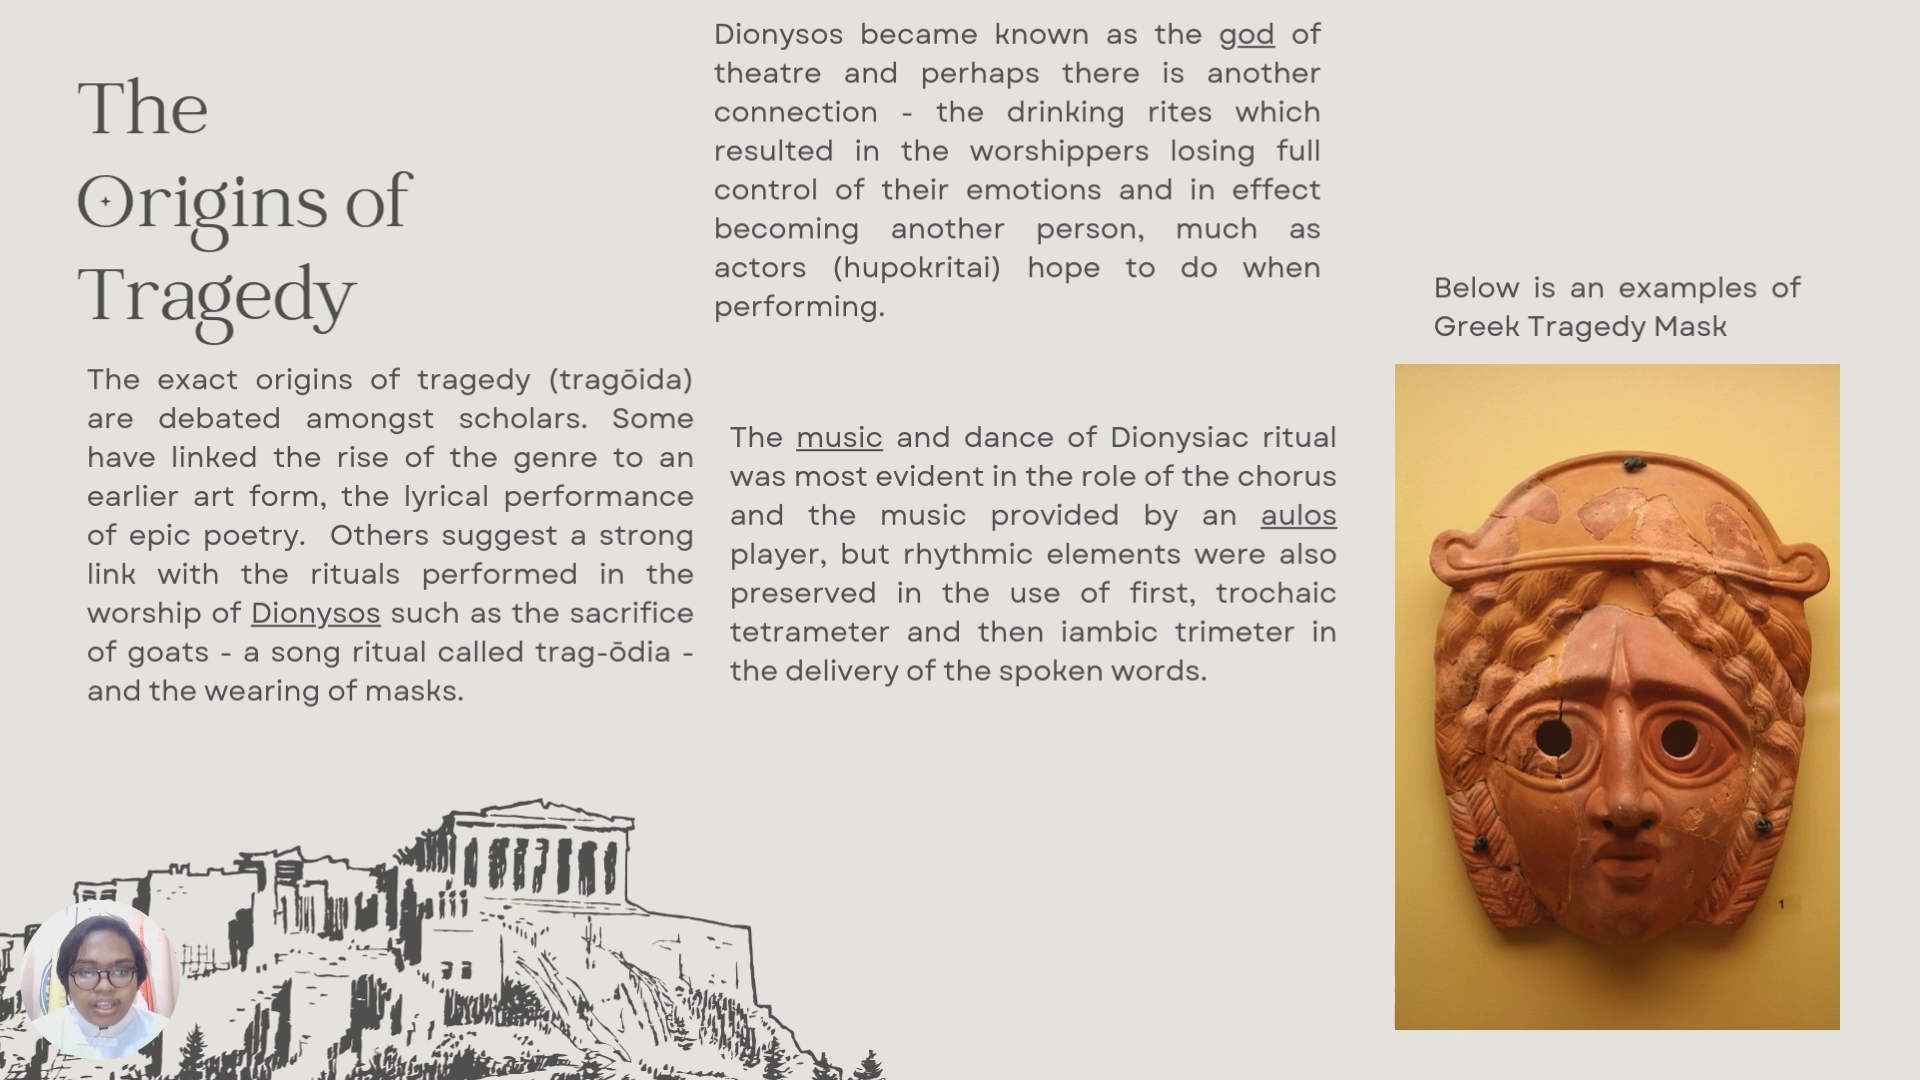 The
Origins of
Tragedy
The exact origins of tragedy (tragōida)
are debated amongst scholars. Some
have linked the rise of the genre to an
earlier art form, the lyrical performance
of epic poetry.  Others suggest a strong
link with the rituals performed in the
worship of Dionysos such as the sacrifice
of goats - a song ritual called trag-ōdia -
and the wearing of masks.
Dionysos became known as the god of
theatre and perhaps there is another
connection - the drinking rites which
resulted in the worshippers losing full
control of their emotions and in effect
becoming another person, much as
actors (hupokritai) hope to do when
performing.
The music and dance of Dionysiac ritual
was most evident in the role of the chorus
and the music provided by an aulos
player, but rhythmic elements were also
preserved in the use of first, trochaic
tetrameter and then iambic trimeter in
the delivery of the spoken words.
Below is an examples of
Greek Tragedy Mask
1